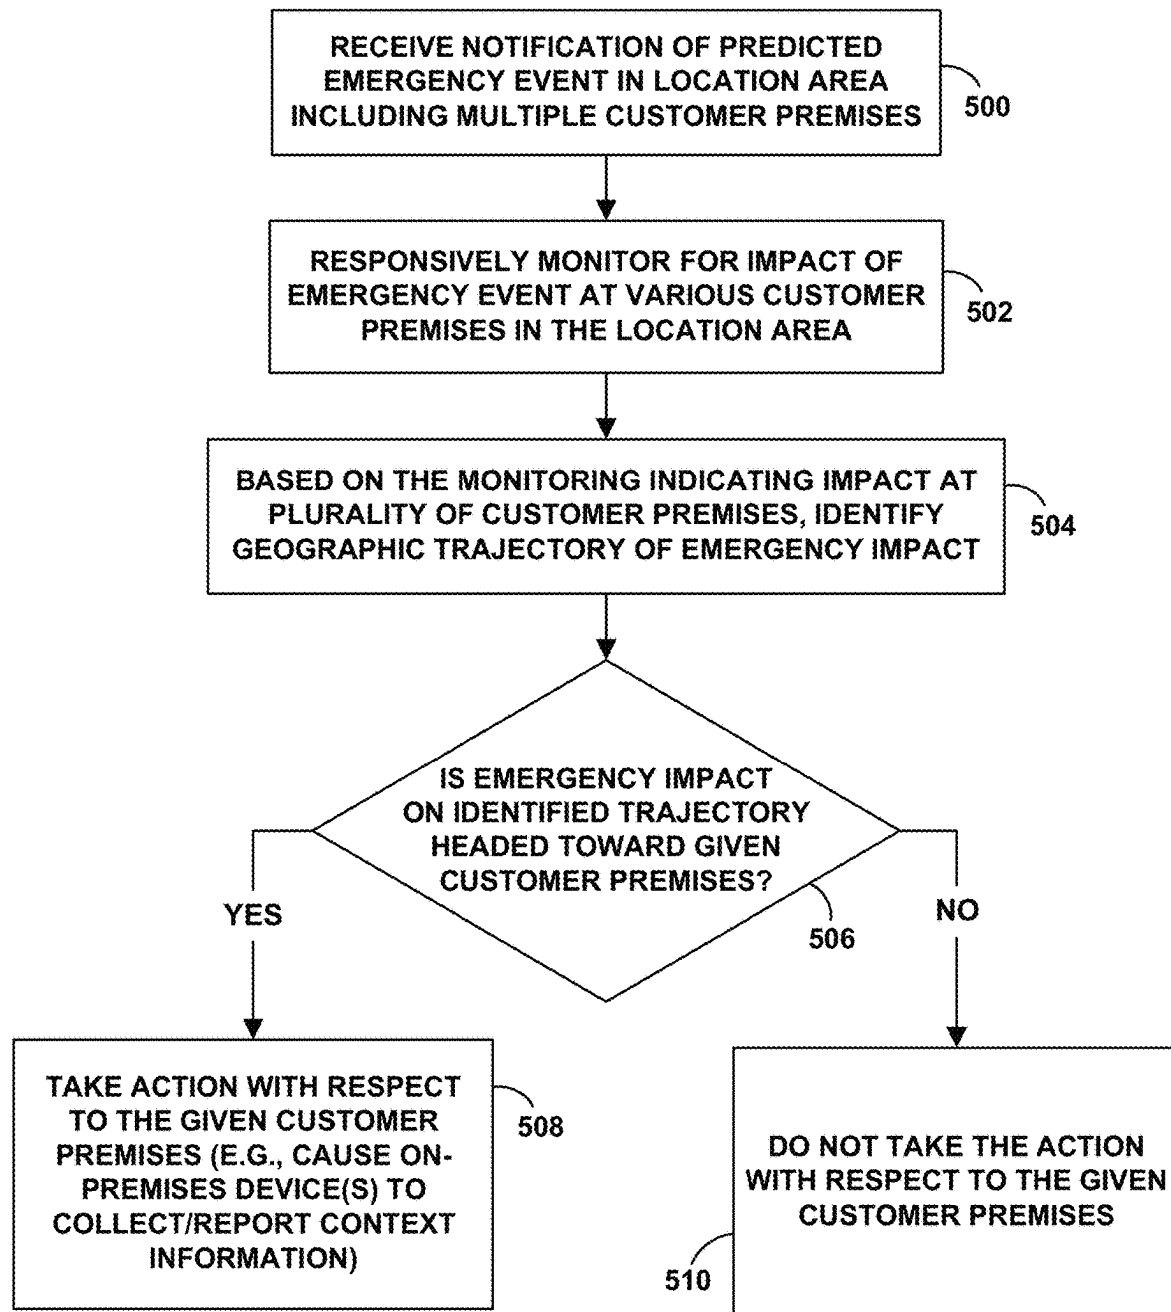 RECEIVE NOTIFICATION OF PREDICTED
EMERGENCY EVENT IN LOCATION AREA
INCLUDING MULTIPLE CUSTOMER PREMISES
500
RESPONSIVELY MONITOR FOR IMPACT OF
EMERGENCY EVENT AT VARIOUS CUSTOMER
PREMISES IN THE LOCATION AREA
502
BASED ON THE MONITORING INDICATING IMPACT AT
PLURALITY OF CUSTOMER PREMISES, IDENTIFY
GEOGRAPHIC TRAJECTORY OF EMERGENCY IMPACT
504
IS EMERGENCY IMPACT
ON IDENTIFIED TRAJECTORY
HEADED TOWARD GIVEN
CUSTOMER PREMISES?
506
YES
NO
TAKE ACTION WITH RESPECT
TO THE GIVEN CUSTOMER
PREMISES (E.G., CAUSE ON-
PREMISES DEVICE(S) TO
COLLECT/REPORT CONTEXT
INFORMATION)
508
DO NOT TAKE THE ACTION
WITH RESPECT TO THE GIVEN
CUSTOMER PREMISES
510